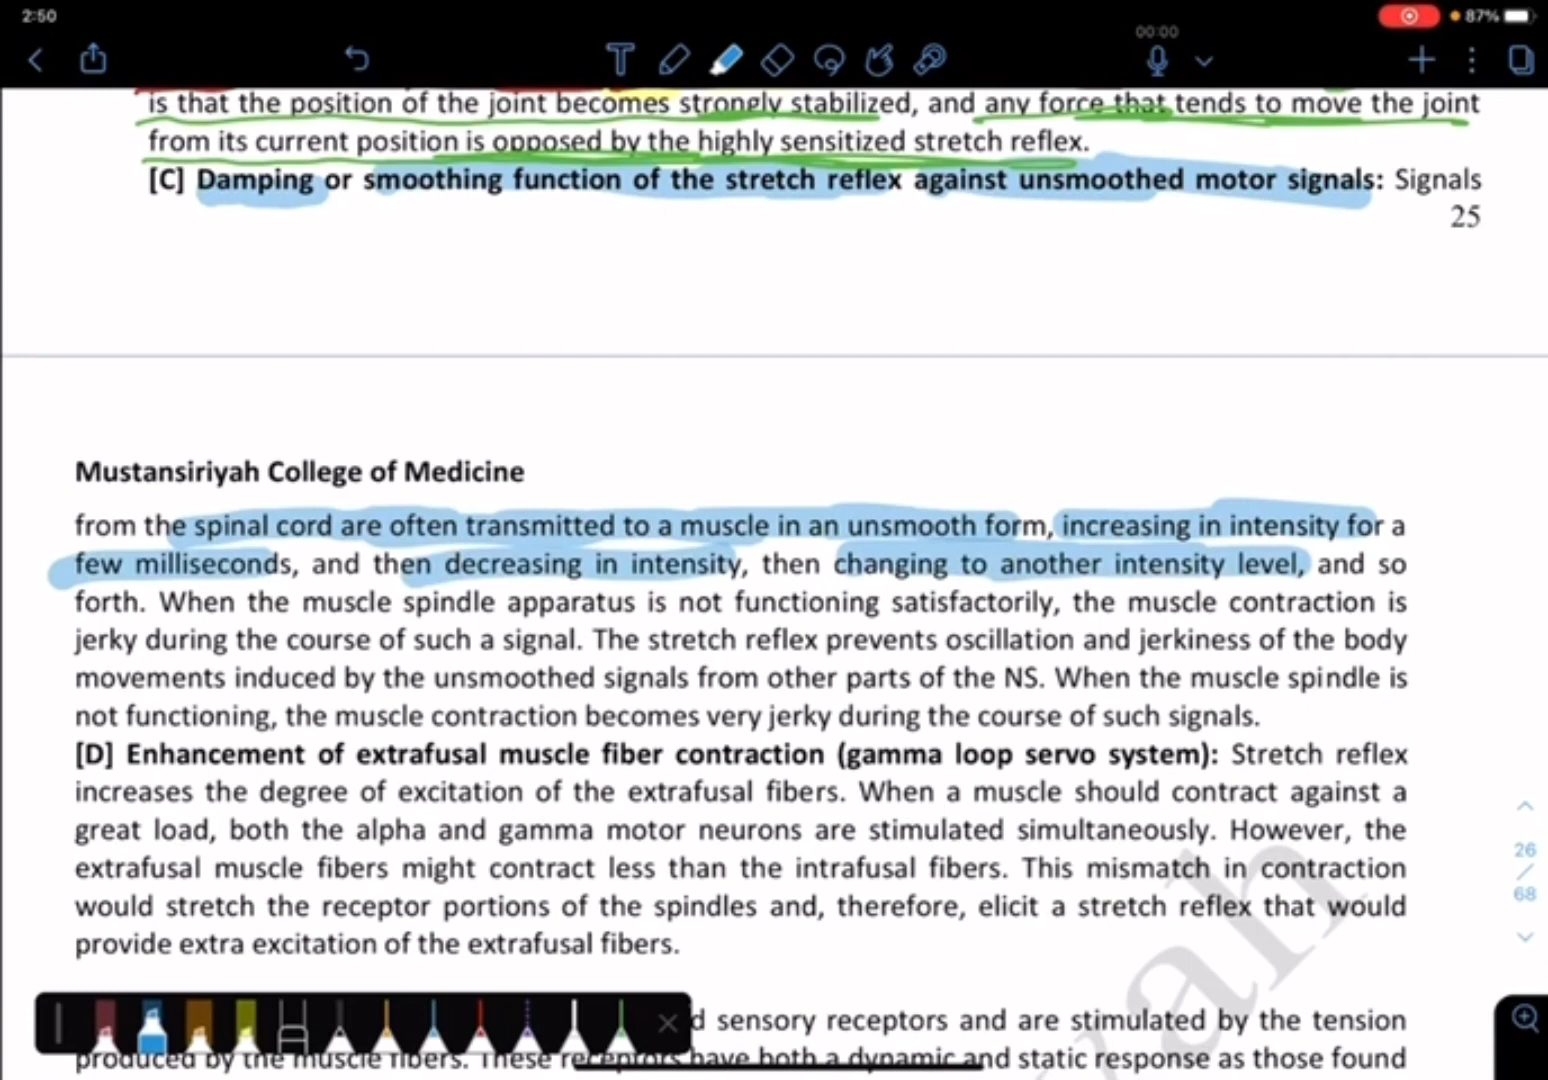 2:50
87%
00:00
is that the position of the joint becomes strongly stabilized, and any force that tends to move the joint
from its current position is opposed by the highly sensitized stretch reflex.
[C] Damping or smoothing function of the stretch reflex against unsmoothed motor signals: Signals
25
Mustansiriyah College of Medicine
from the spinal cord are often transmitted to a muscle in an unsmooth form, increasing in intensity for a
few milliseconds, and then decreasing in intensity, then changing to another intensity level, and so
forth. When the muscle spindle apparatus is not functioning satisfactorily, the muscle contraction is
jerky during the course of such a signal. The stretch reflex prevents oscillation and jerkiness of the body
movements induced by the unsmoothed signals from other parts of the NS. When the muscle spindle is
not functioning, the muscle contraction becomes very jerky during the course of such signals.
[D] Enhancement of extrafusal muscle fiber contraction (gamma loop servo system): Stretch reflex
increases the degree of excitation of the extrafusal fibers. When a muscle should contract against a
great load, both the alpha and gamma motor neurons are stimulated simultaneously. However, the
extrafusal muscle fibers might contract less than the intrafusal fibers. This mismatch in contraction
would stretch the receptor portions of the spindles and, therefore, elicit a stretch reflex that would
provide extra excitation of the extrafusal fibers.
26
/
68
d sensory receptors and are stimulated by the tension
produced by the muscle fibers. These receptors have both a dynamic and static response as those found
yah